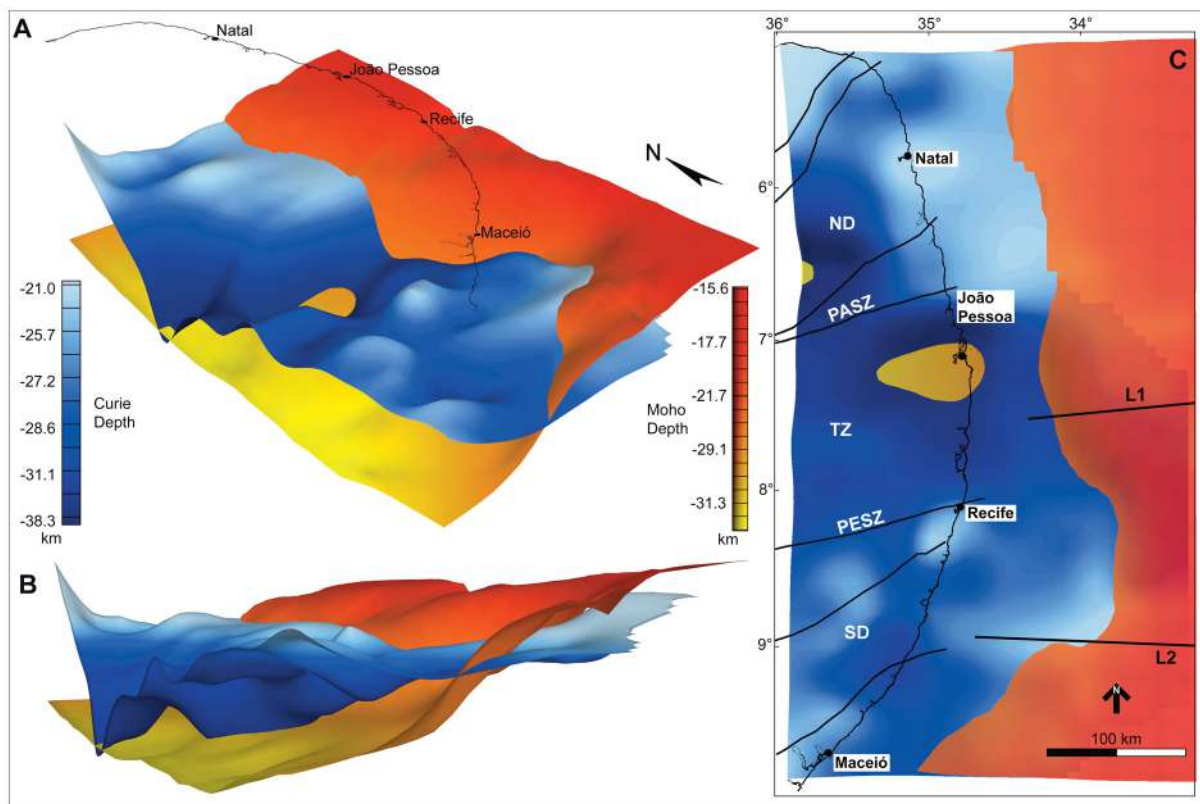 A
Natal
João Pessoa
Recife
Maceió
N
-21.0
-25.7
-27.2
-28.6
-31.1
-38.3
km
Curie
Depth
-15.6
-17.7
-21.7
-29.1
-31.3
km
Moho
Depth
B
36°
35°
34°
C
6°
7°
8°
9°
Natal
ND
PASZ
João
Pessoa
L1
TZ
PESZ
Recife
SD
L2
N
100 km
Maceió